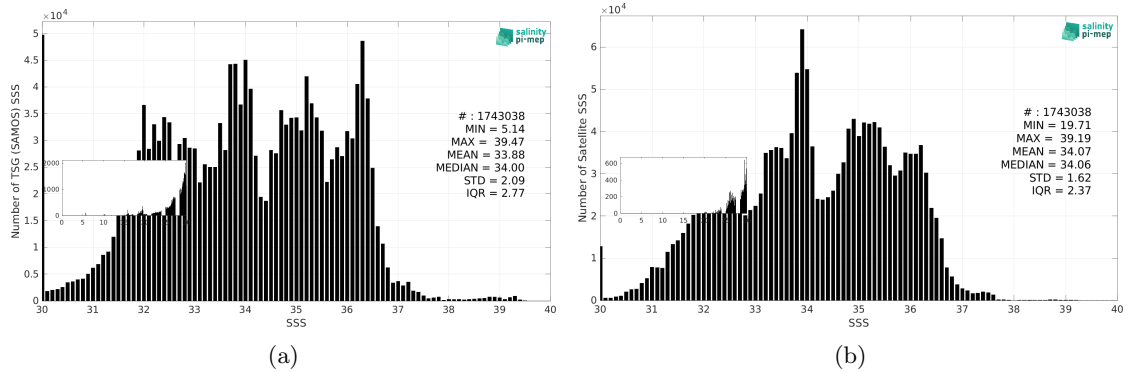 ×10⁴
5
4.5
4
3.5
3
2.5
2
1.5
1
0.5
0
30 31 32 33 34 35 36 37 38 39 40
SSS
Number of TSG (SAMOS) SSS
salinity
pi-mep
# : 1743038
MIN = 5.14
MAX = 39.47
MEAN = 33.88
MEDIAN = 34.00
STD = 2.09
IQR = 2.77
2000
1000
0
0 5 10
(a)
×10⁴
6
5
4
3
2
1
0
30 31 32 33 34 35 36 37 38 39 40
SSS
Number of Satellite SSS
salinity
pi-mep
# : 1743038
MIN = 19.71
MAX = 39.19
MEAN = 34.07
MEDIAN = 34.06
STD = 1.62
IQR = 2.37
600
400
200
0
0 5 10 15
(b)